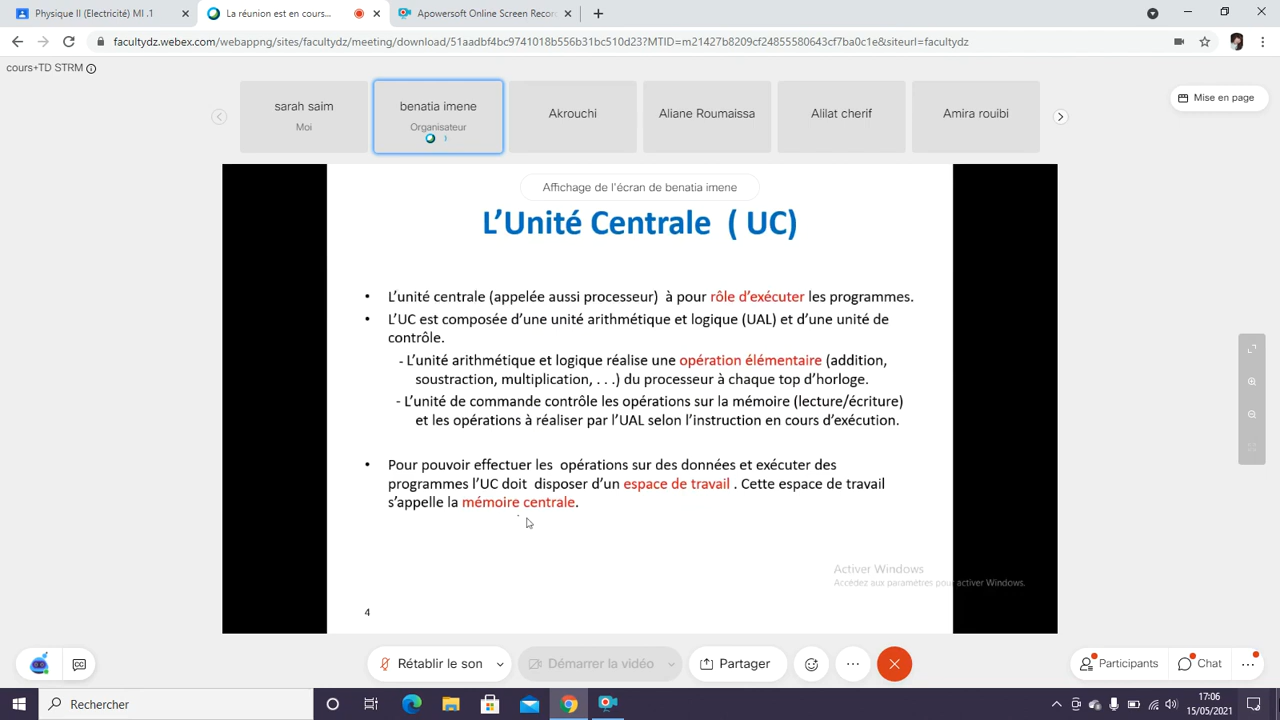 Physique II (Electricité) MI .1
La réunion est en cours...
Apowersoft Online Screen Recor
facultydz.webex.com/webappng/sites/facultydz/meeting/download/51aadbf4bc9741018b556b31bc510d23?MTID=m21427b8209cf24855580643cf7ba0c1e&siteurl=facultydz
cours+TD STRM
sarah saim
Moi
benatia imene
Organisateur
Akrouchi
Aliane Roumaissa
Alilat cherif
Amira rouibi
Mise en page
Affichage de l'écran de benatia imene
L'Unité Centrale ( UC)
• L'unité centrale (appelée aussi processeur) à pour rôle d'exécuter les programmes.
• L'UC est composée d'une unité arithmétique et logique (UAL) et d'une unité de
contrôle.
- L'unité arithmétique et logique réalise une opération élémentaire (addition,
soustraction, multiplication, . . .) du processeur à chaque top d'horloge.
- L'unité de commande contrôle les opérations sur la mémoire (lecture/écriture)
et les opérations à réaliser par l'UAL selon l'instruction en cours d'exécution.
• Pour pouvoir effectuer les opérations sur des données et exécuter des
programmes l'UC doit disposer d'un espace de travail . Cette espace de travail
s'appelle la mémoire centrale.
Activer Windows
Accédez aux paramètres pour activer Windows.
4
Rétablir le son
Démarrer la vidéo
Partager
Participants
Chat
Rechercher
17:06
15/05/2021